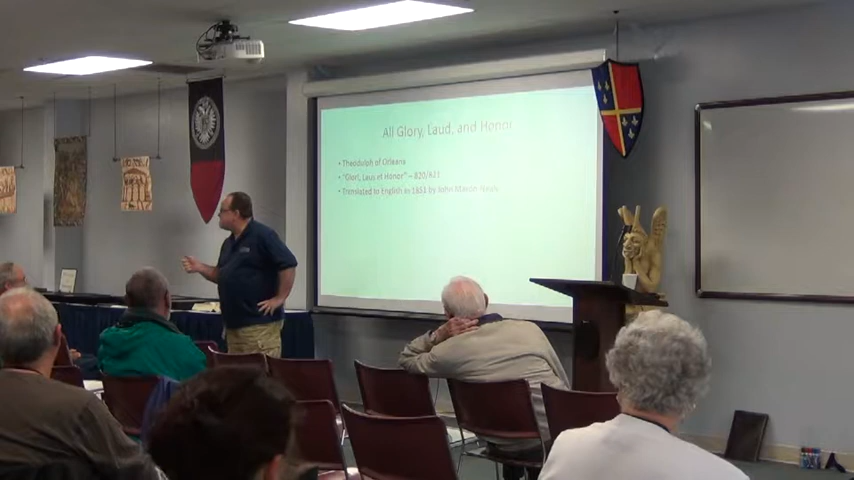 All Glory, Laud, and Honor
• Theodulph of Orleans
• "Glori, Laus et Honor" – 820/821
• Translated to English in 1851 by John Mason Neale